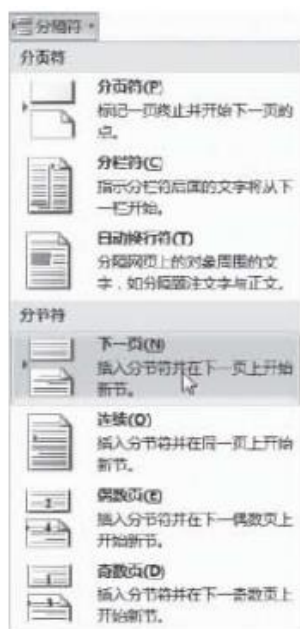 分隔符
分页符
分页符(P)
标记一页终止并开始下一页的
点。
分栏符(C)
指示分栏符后面的文字将从下
一栏开始。
自动换行符(T)
分隔网页上的对象周围的文
字，如分隔题注文字与正文。
分节符
下一页(N)
插入分节符并在下一页上开始
新节。
连续(O)
插入分节符并在同一页上开始
新节。
偶数页(E)
插入分节符并在下一偶数页上
开始新节。
奇数页(D)
插入分节符并在下一奇数页上
开始新节。